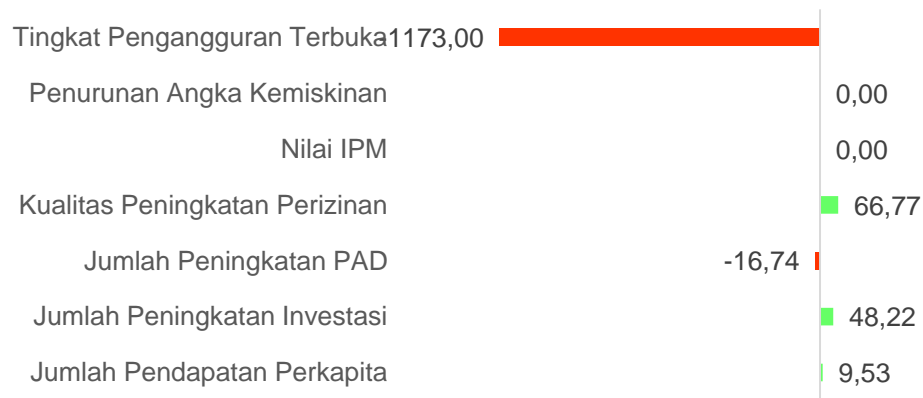 Tingkat Pengangguran Terbuka -1173,00
Penurunan Angka Kemiskinan 0,00
Nilai IPM 0,00
Kualitas Peningkatan Perizinan 66,77
Jumlah Peningkatan PAD -16,74
Jumlah Peningkatan Investasi 48,22
Jumlah Pendapatan Perkapita 9,53